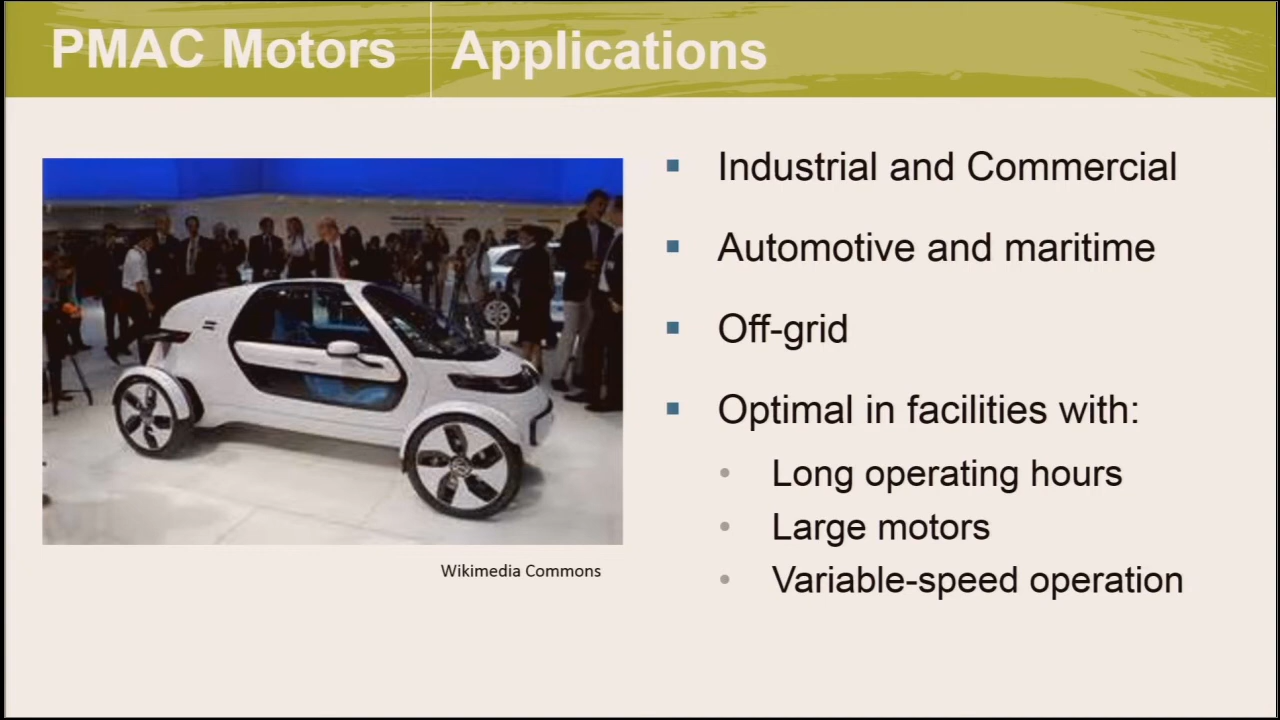 PMAC Motors
Applications
Industrial and Commercial
Automotive and maritime
Off-grid
Optimal in facilities with:
Long operating hours
Large motors
Variable-speed operation
Wikimedia Commons